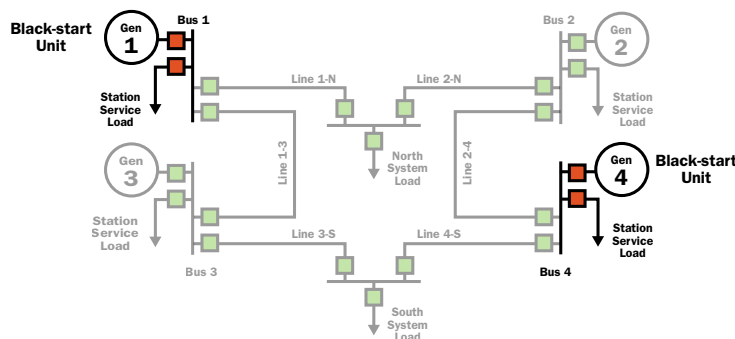 Black-start
Unit
Gen
1
Bus 1
Station
Service
Load
Line 1-N
Line 2-N
Bus 2
Gen
2
Station
Service
Load
Line 1-3
North
System
Load
Line 2-4
Gen
3
Station
Service
Load
Bus 3
Line 3-S
Line 4-S
Gen
4
Black-start
Unit
Station
Service
Load
Bus 4
South
System
Load